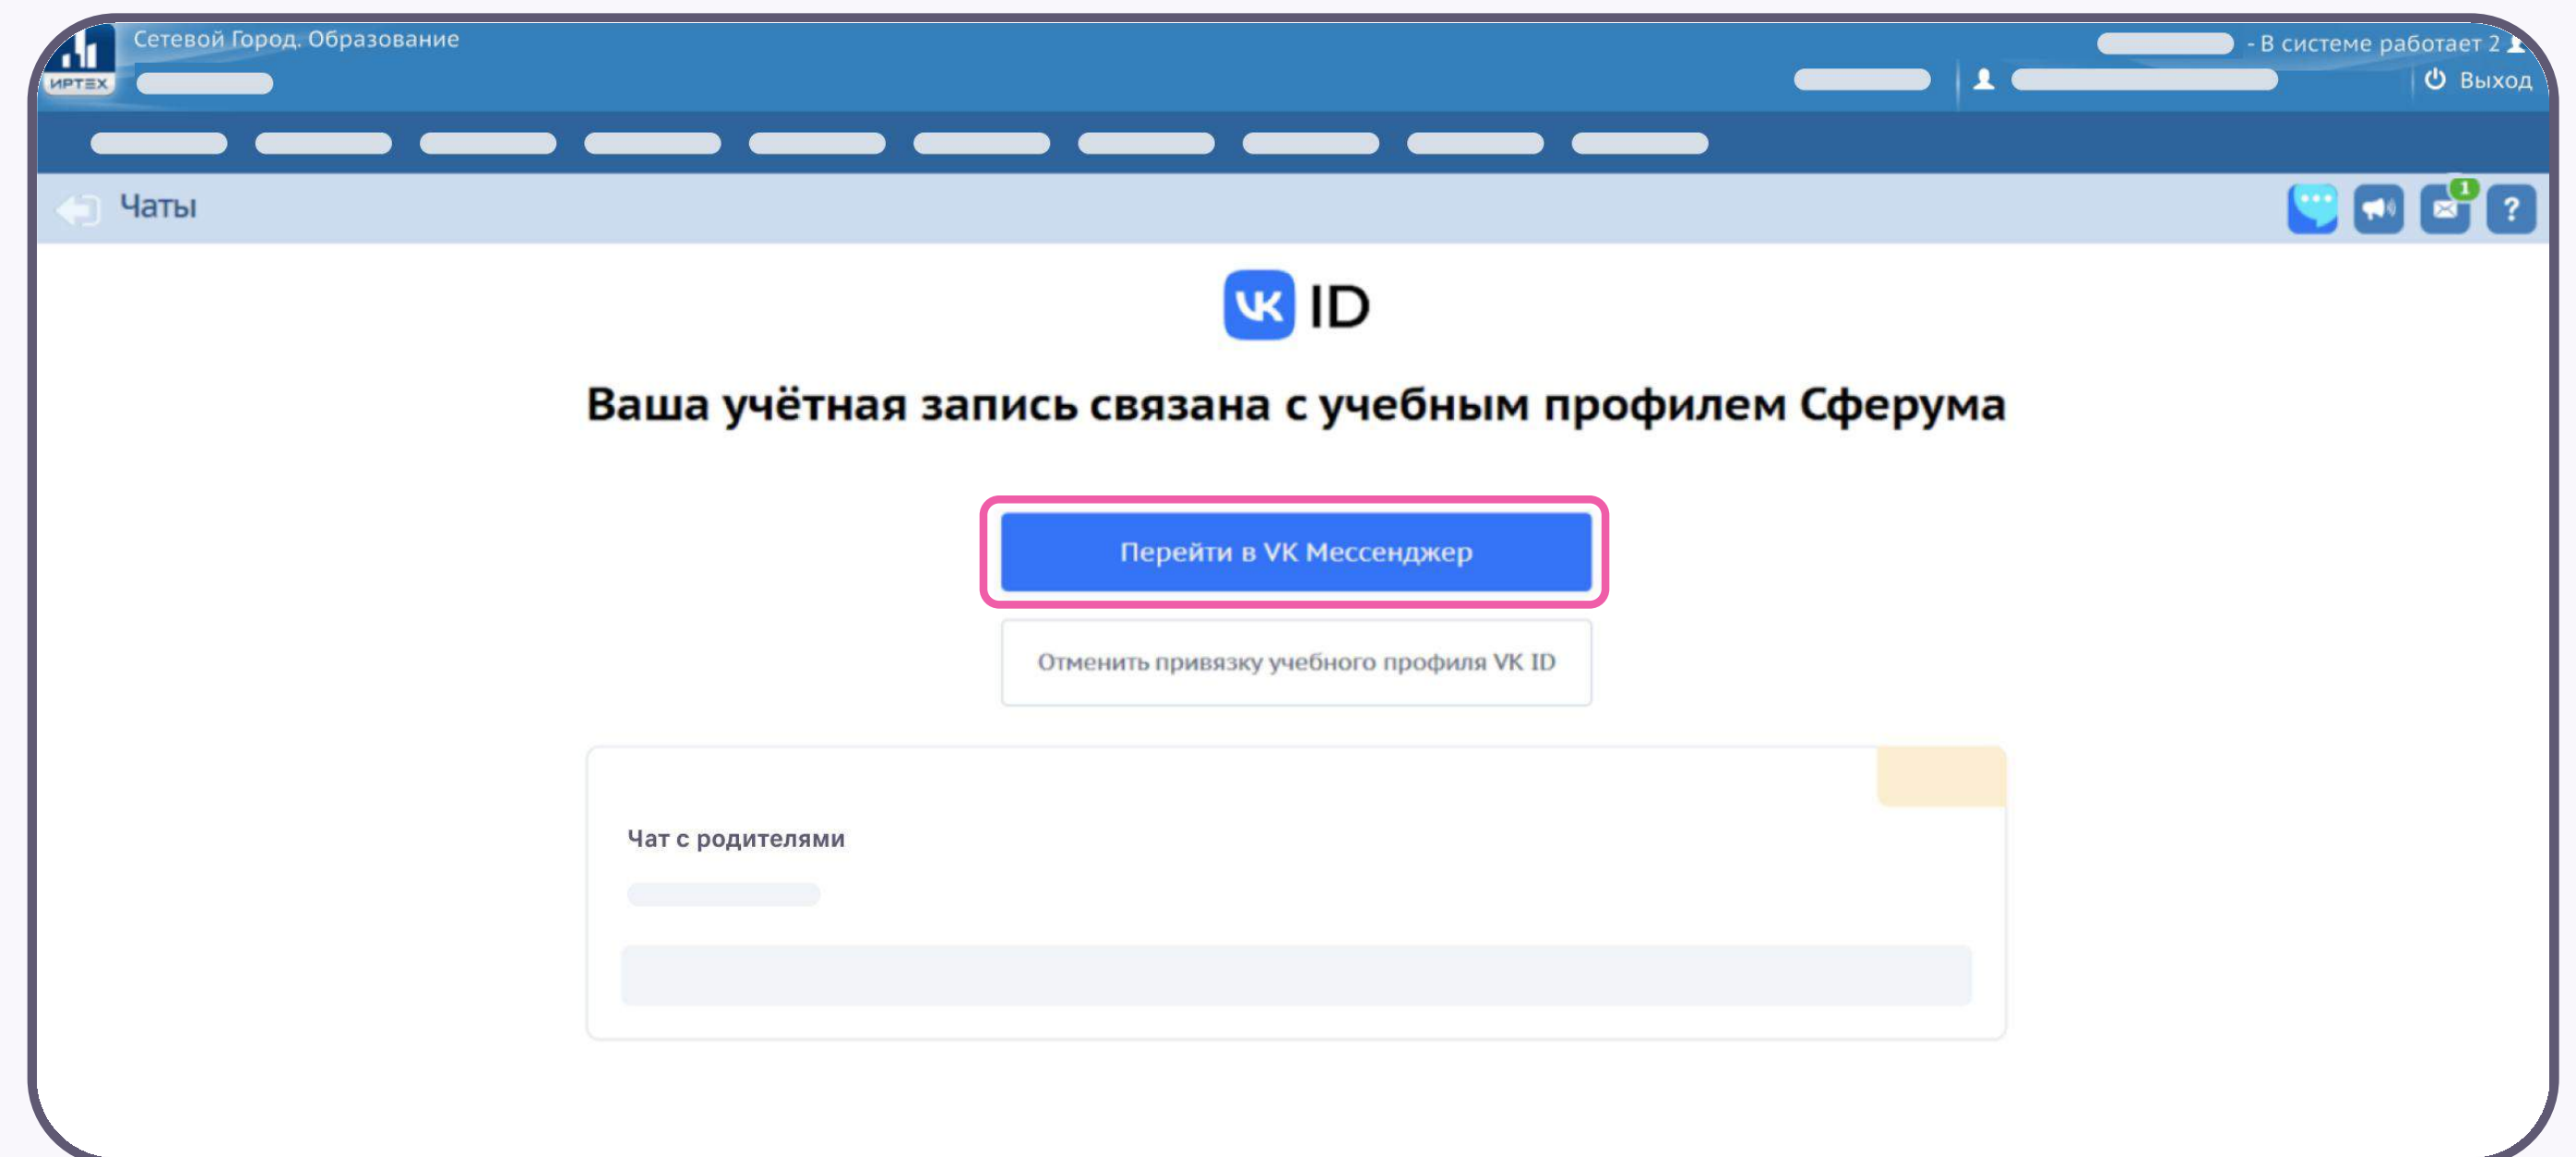 Сетевой Город. Образование
- В системе работает 2
ИРТЕХ
Выход
Чаты
1
?
VK ID
Ваша учётная запись связана с учебным профилем Сферума
Перейти в VK Мессенджер
Отменить привязку учебного профиля VK ID
Чат с родителями